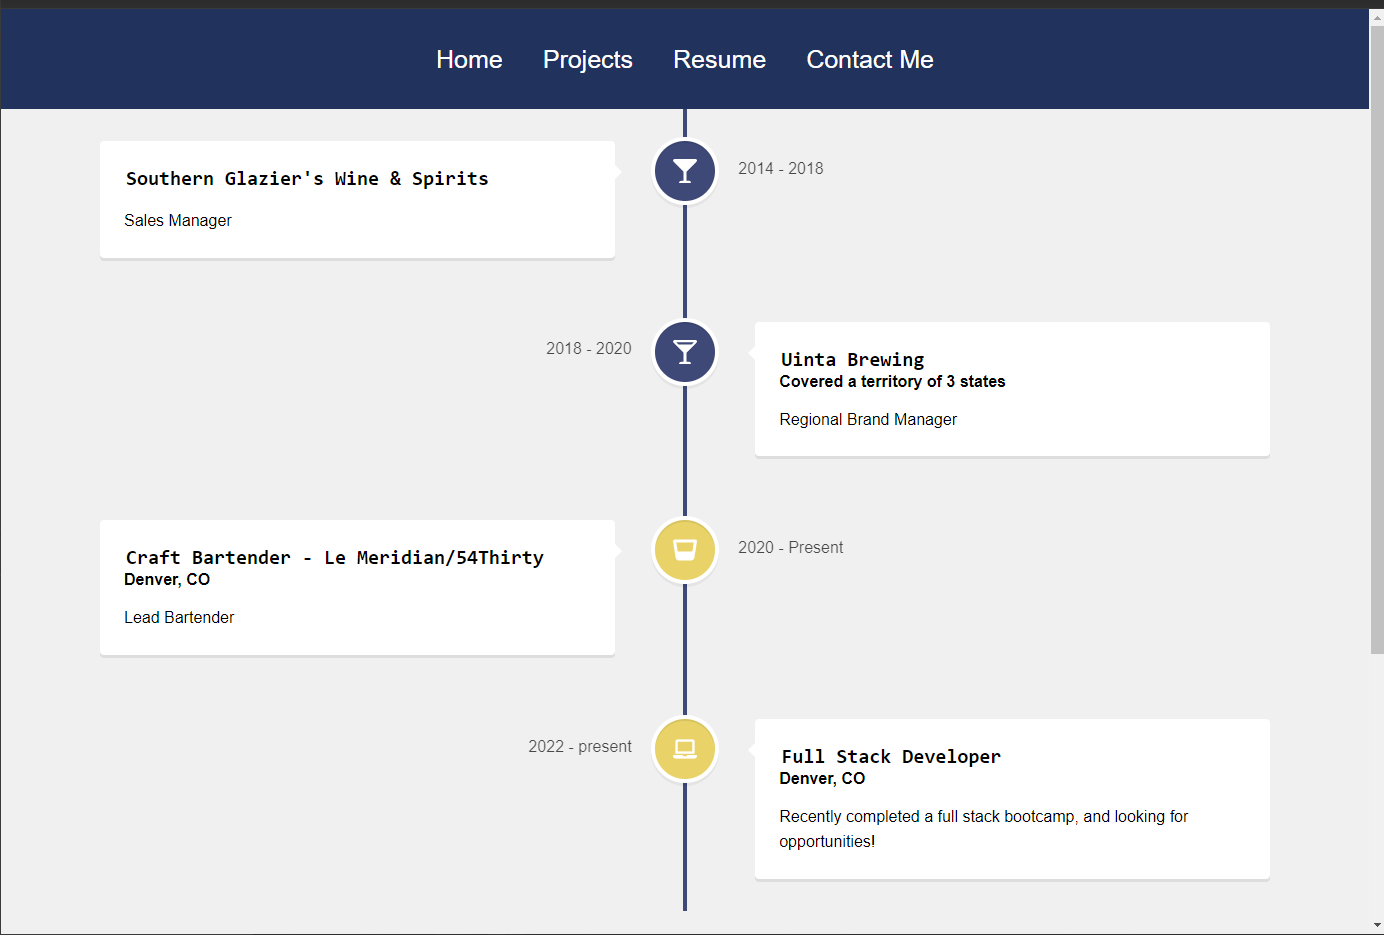 Home Projects Resume Contact Me
Southern Glazier's Wine & Spirits
Sales Manager
2014 - 2018
2018 - 2020
Uinta Brewing
Covered a territory of 3 states
Regional Brand Manager
Craft Bartender - Le Meridian/54Thirty
Denver, CO
Lead Bartender
2020 - Present
2022 - present
Full Stack Developer
Denver, CO
Recently completed a full stack bootcamp, and looking for
opportunities!